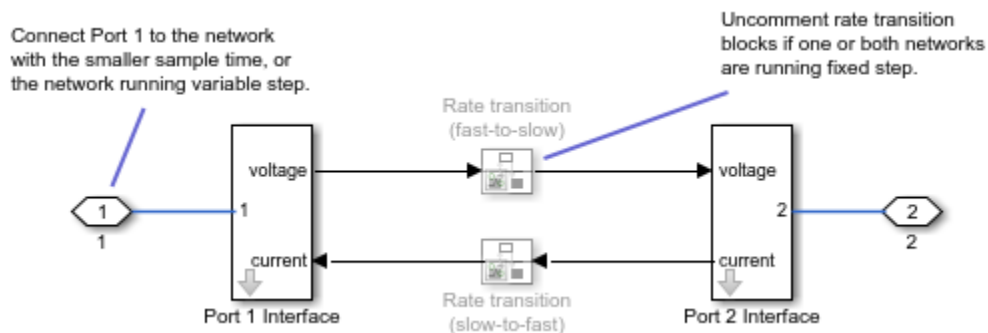 Connect Port 1 to the network
with the smaller sample time, or
the network running variable step.
Uncomment rate transition
blocks if one or both networks
are running fixed step.
Rate transition
(fast-to-slow)
voltage
voltage
1
1
1
2
2
2
current
current
Port 1 Interface
Rate transition
(slow-to-fast)
Port 2 Interface